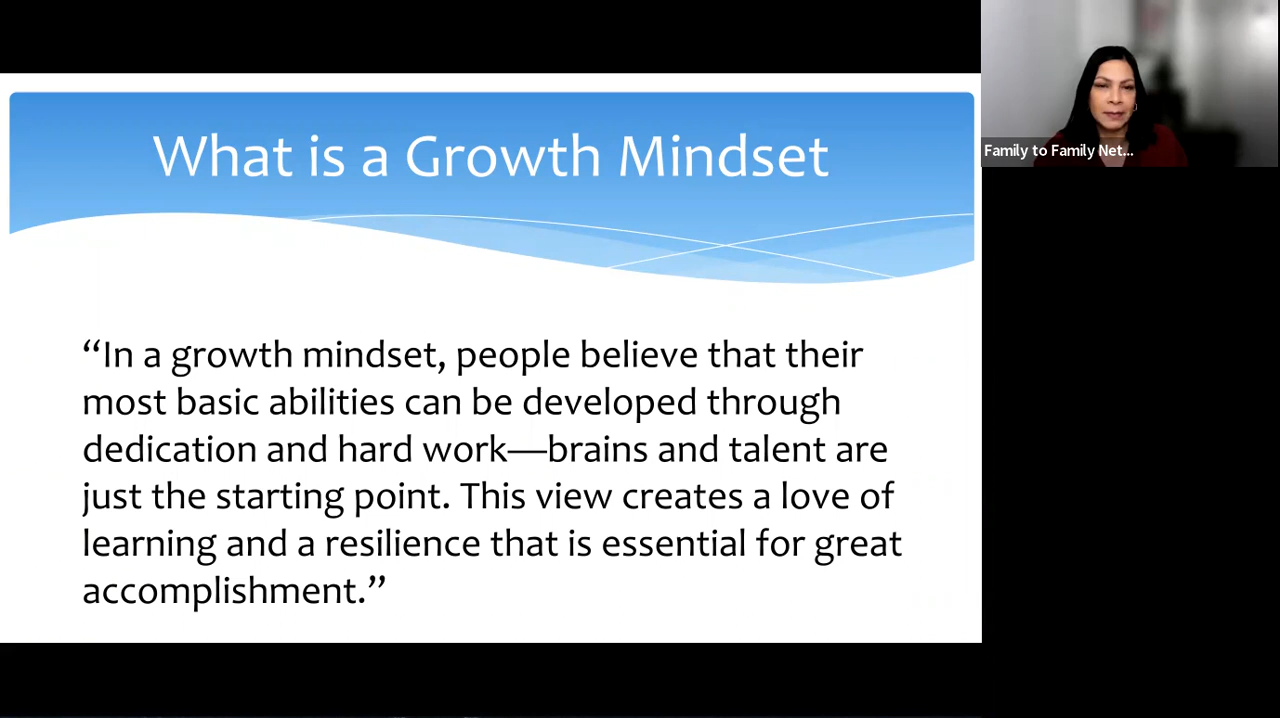 What is a Growth Mindset
Family to Family Net...
“In a growth mindset, people believe that their
most basic abilities can be developed through
dedication and hard work—brains and talent are
just the starting point. This view creates a love of
learning and a resilience that is essential for great
accomplishment.”